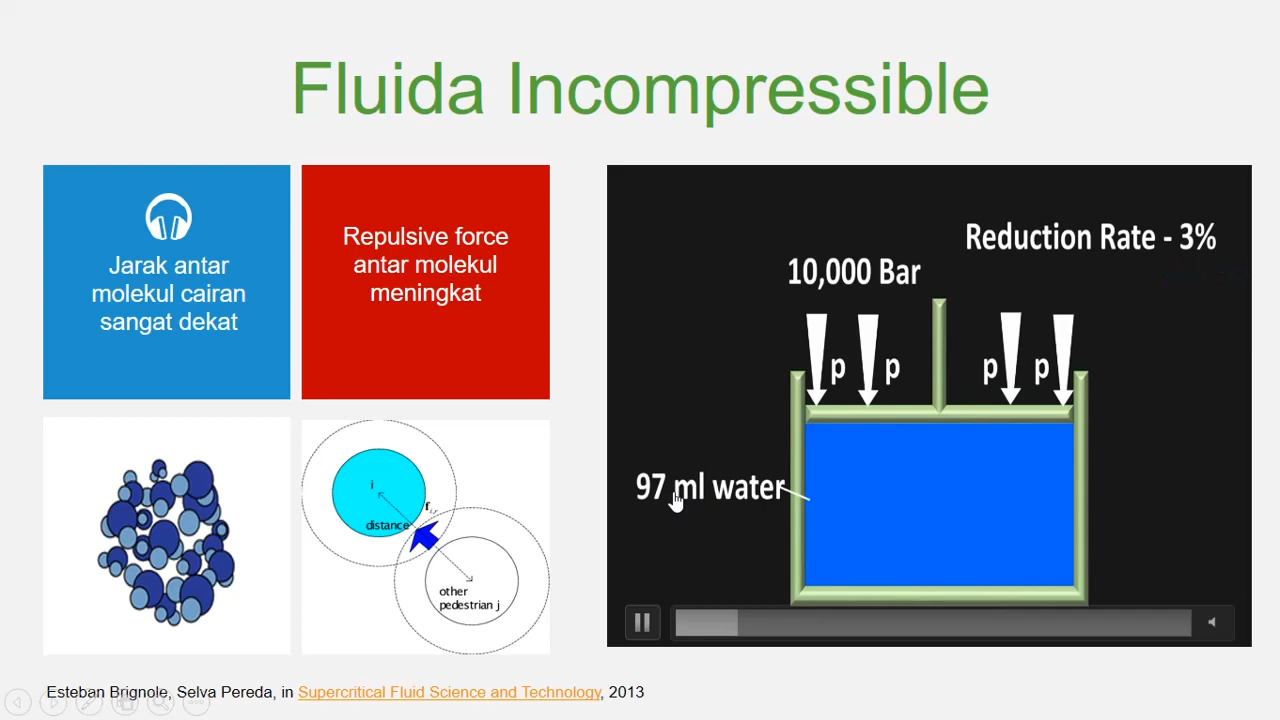 Fluida Incompressible
Jarak antar
molekul cairan
sangat dekat
Repulsive force
antar molekul
meningkat
i
distance
other
pedestrian j
Reduction Rate - 3%
10,000 Bar
p
p
p
p
97 ml water
Esteban Brignole, Selva Pereda, in Supercritical Fluid Science and Technology, 2013